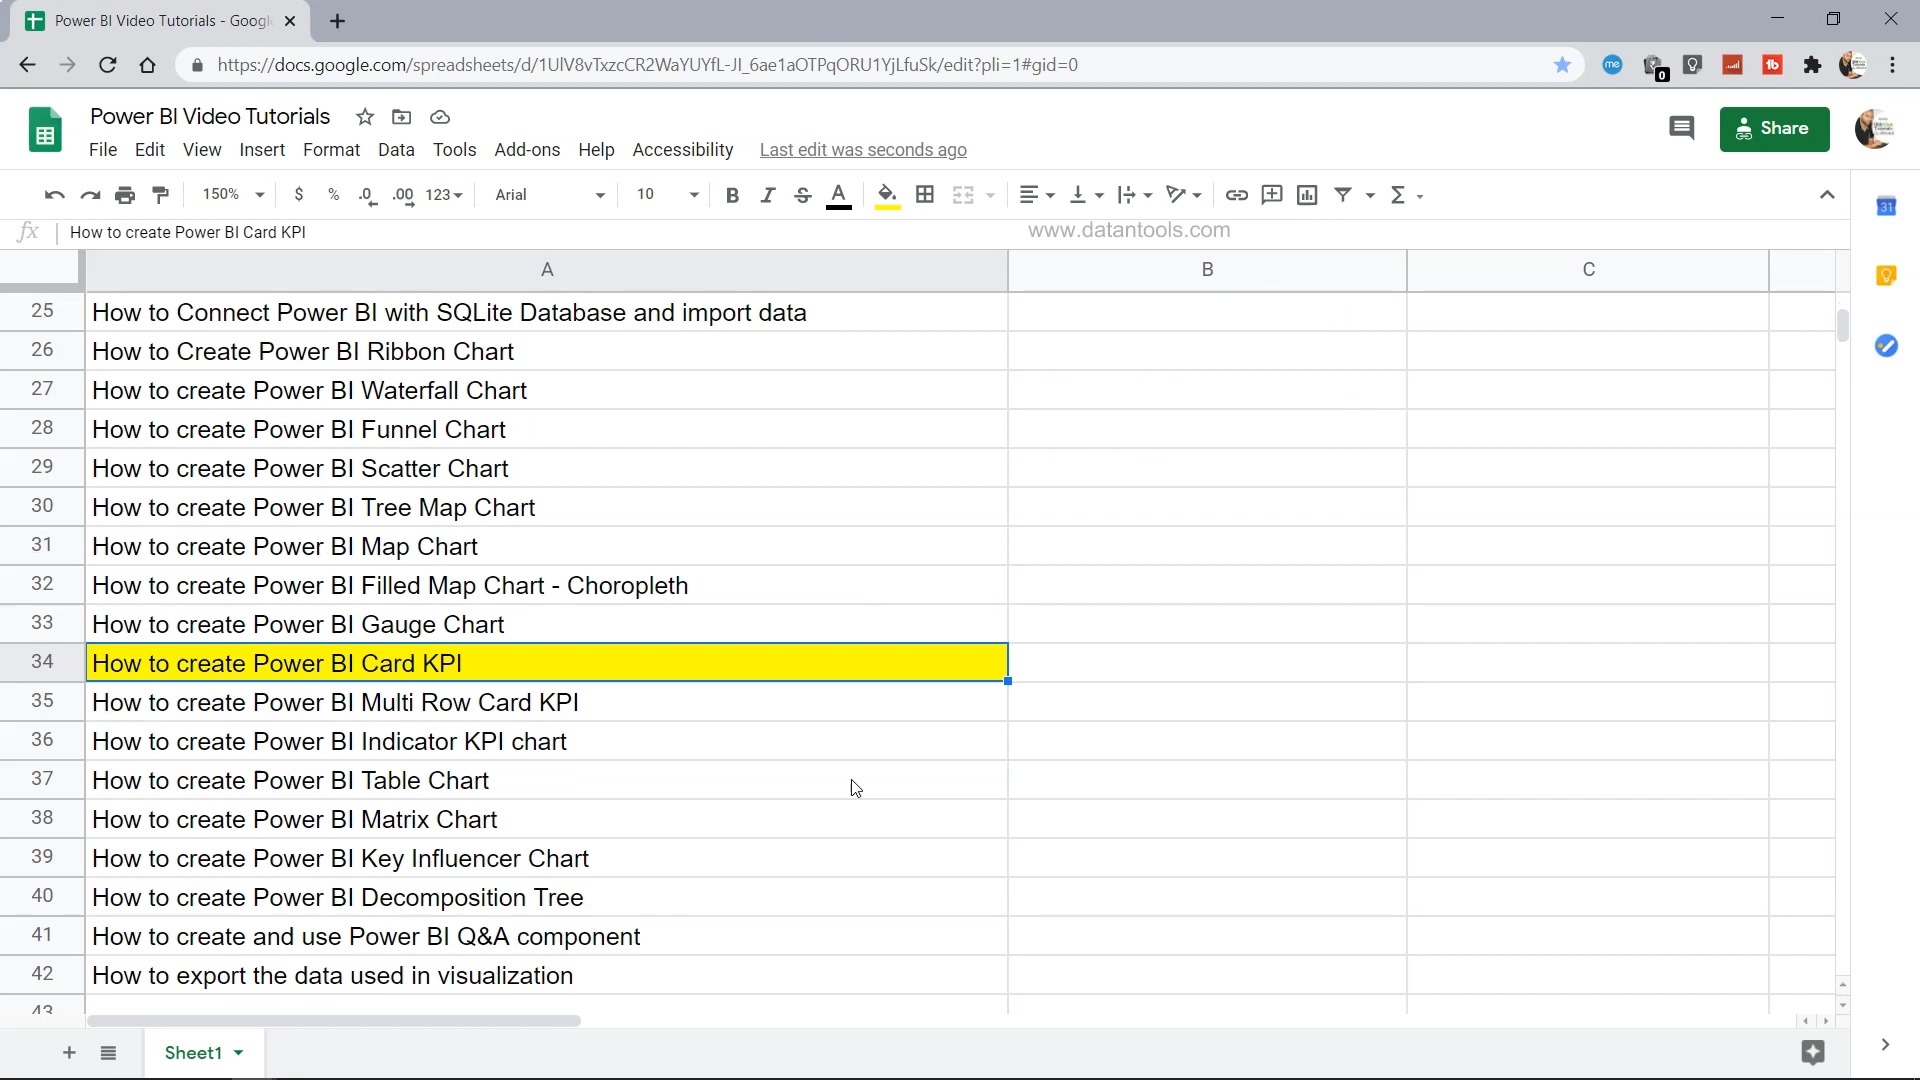 Power BI Video Tutorials - Googl
https://docs.google.com/spreadsheets/d/1UlV8vTxzcCR2WaYUYfL-JI_6ae1aOTPqORU1YjLfuSk/edit?pli=1#gid=0
me
0
tb
Power BI Video Tutorials
Share
File Edit View Insert Format Data Tools Add-ons Help Accessibility Last edit was seconds ago
150% $ % .0 .00 123 Arial 10 B I S A Σ
31
fx How to create Power BI Card KPI
www.datantools.com
A B C
25 How to Connect Power BI with SQLite Database and import data
26 How to Create Power BI Ribbon Chart
27 How to create Power BI Waterfall Chart
28 How to create Power BI Funnel Chart
29 How to create Power BI Scatter Chart
30 How to create Power BI Tree Map Chart
31 How to create Power BI Map Chart
32 How to create Power BI Filled Map Chart - Choropleth
33 How to create Power BI Gauge Chart
34 How to create Power BI Card KPI
35 How to create Power BI Multi Row Card KPI
36 How to create Power BI Indicator KPI chart
37 How to create Power BI Table Chart
38 How to create Power BI Matrix Chart
39 How to create Power BI Key Influencer Chart
40 How to create Power BI Decomposition Tree
41 How to create and use Power BI Q&A component
42 How to export the data used in visualization
43
Sheet1